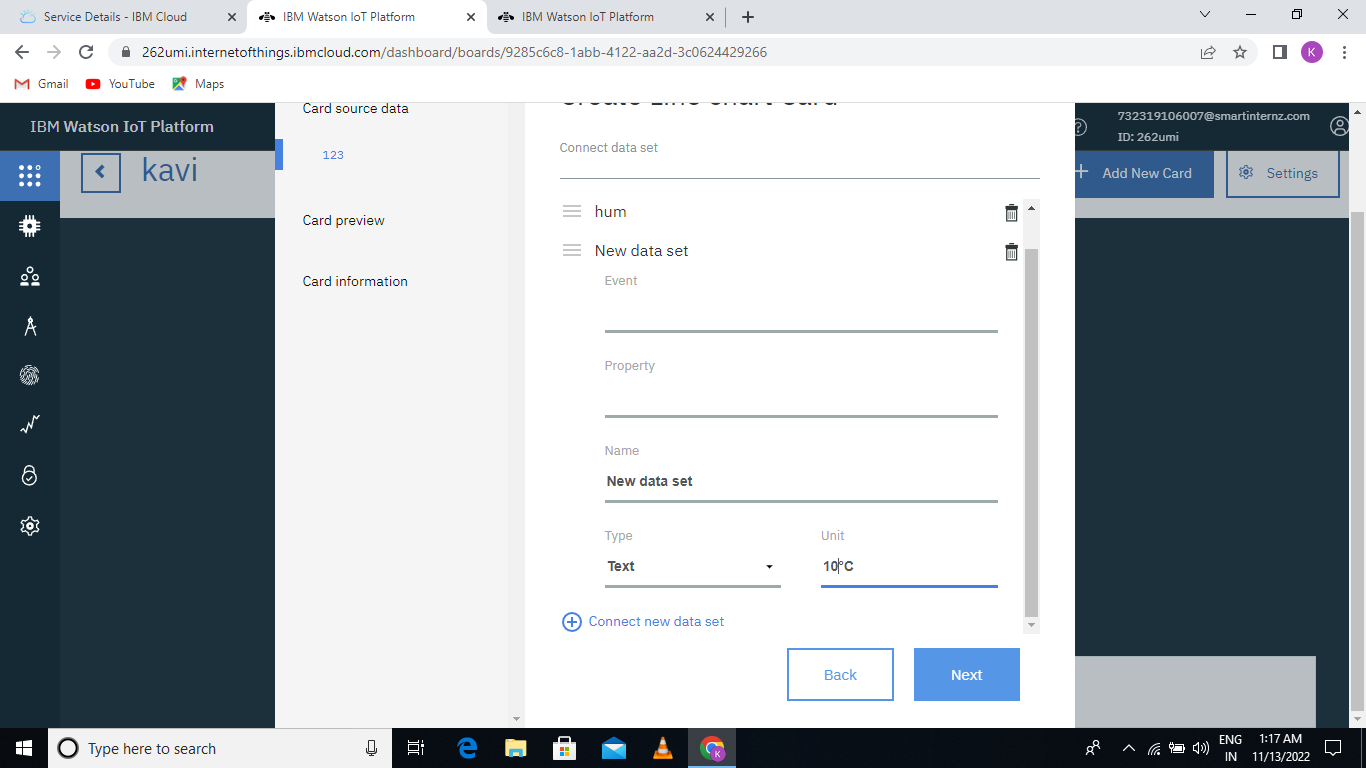 Service Details - IBM Cloud
IBM Watson IoT Platform
IBM Watson IoT Platform
262umi.internetofthings.ibmcloud.com/dashboard/boards/9285c6c8-1abb-4122-aa2d-3c0624429266
K
Gmail
YouTube
Maps
IBM Watson IoT Platform
732319106007@smartinternz.com
ID: 262umi
kavi
Add New Card
Settings
Card source data
123
Card preview
Card information
Create Line chart Card
Connect data set
hum
New data set
Event
Property
Name
New data set
Type
Unit
Text
10°C
Connect new data set
Back
Next
Type here to search
K
ENG
IN
1:17 AM
11/13/2022